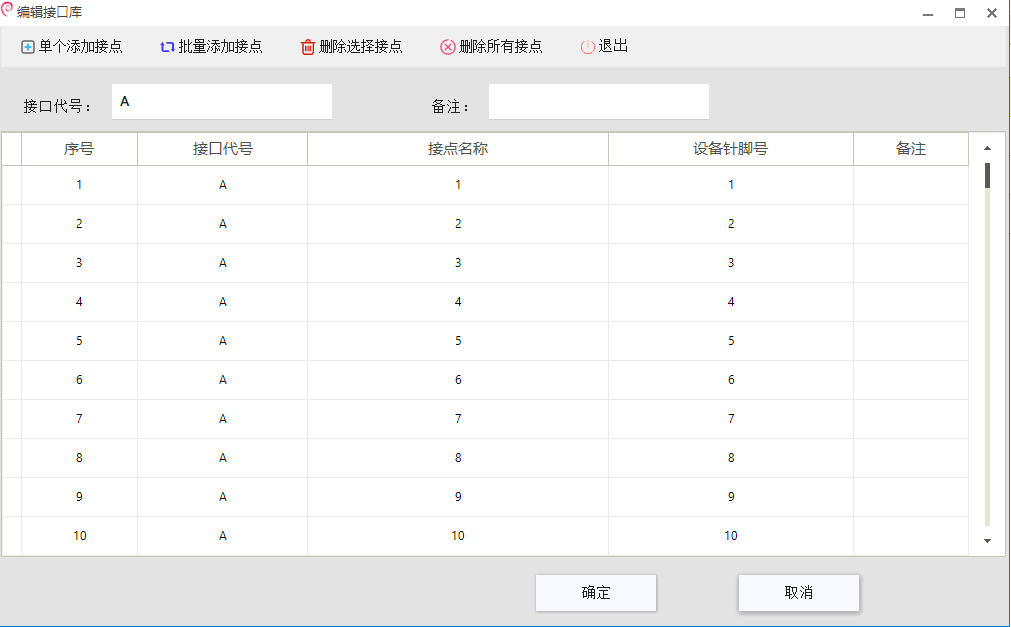 编辑接口库
单个添加接点 批量添加接点 删除选择接点 删除所有接点 退出
接口代号： A 备注：
序号 接口代号 接点名称 设备针脚号 备注
1 A 1 1
2 A 2 2
3 A 3 3
4 A 4 4
5 A 5 5
6 A 6 6
7 A 7 7
8 A 8 8
9 A 9 9
10 A 10 10
确定 取消